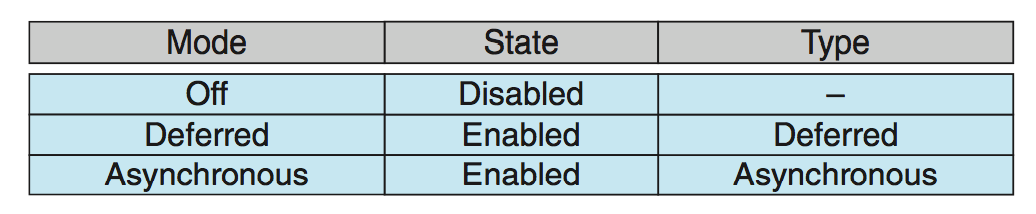 Mode State Type
Off Disabled –
Deferred Enabled Deferred
Asynchronous Enabled Asynchronous